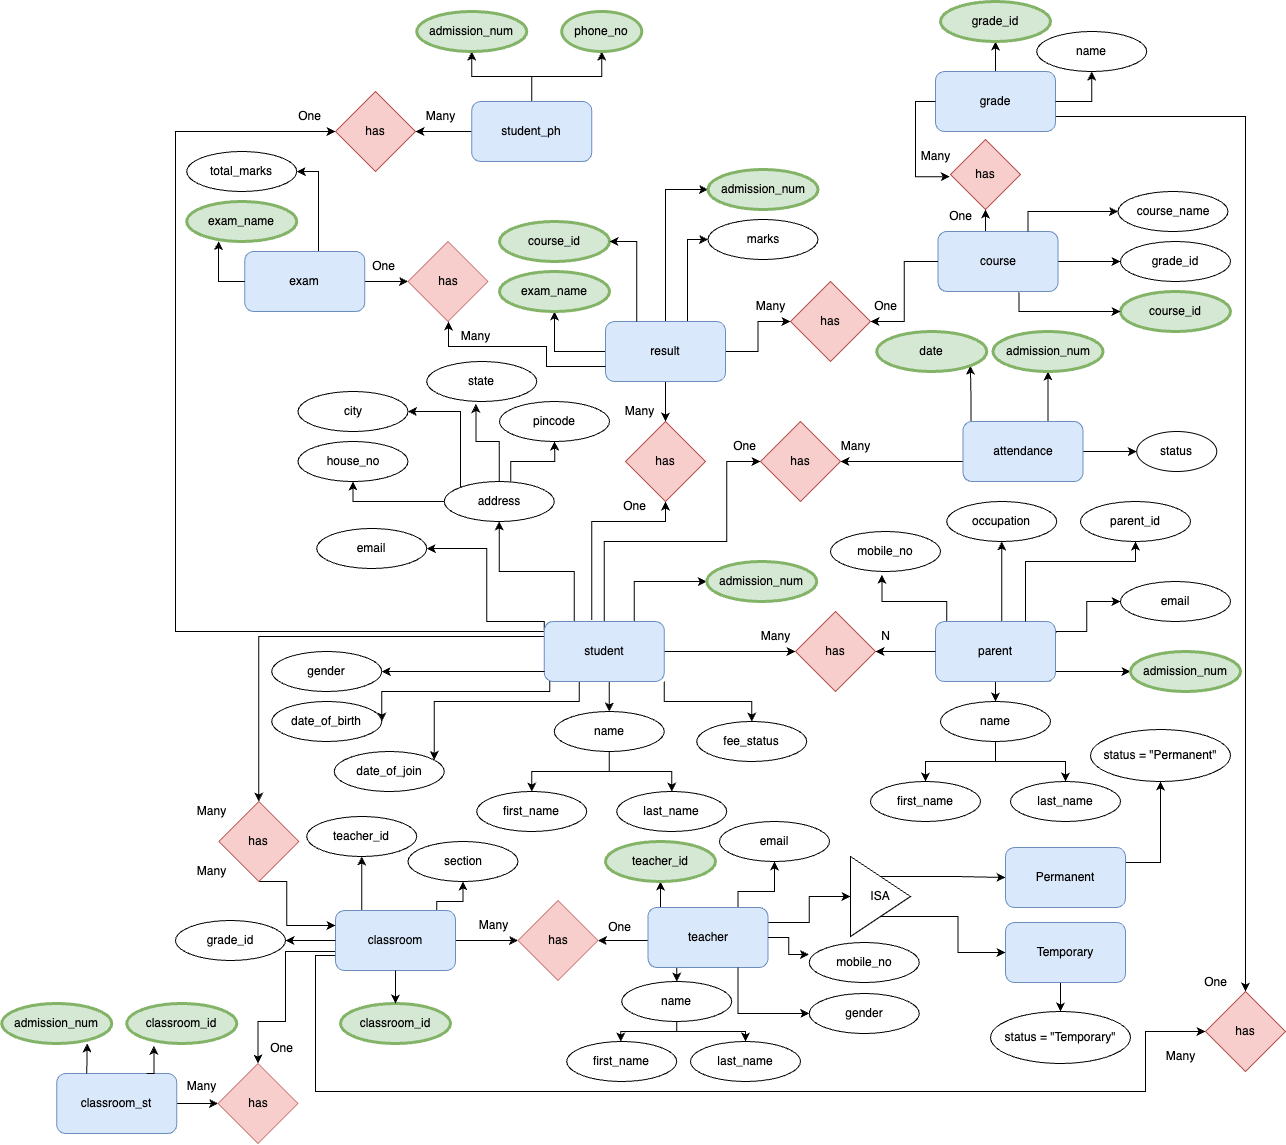 admission_num
phone_no
grade_id
name
grade
One
has
Many
student_ph
total_marks
exam_name
exam
One
has
Many
course_id
exam_name
admission_num
marks
result
Many
has
One
Many
has
One
course
course_name
grade_id
course_id
date
admission_num
attendance
status
state
city
pincode
house_no
address
Many
has
One
One
has
Many
email
admission_num
student
Many
has
N
mobile_no
occupation
parent_id
email
parent
admission_num
gender
date_of_birth
date_of_join
name
fee_status
first_name
last_name
name
first_name
last_name
status = "Permanent"
Many
has
Many
teacher_id
section
grade_id
classroom
classroom_id
Many
has
One
teacher_id
email
teacher
ISA
Permanent
Temporary
mobile_no
gender
name
first_name
last_name
status = "Temporary"
One
has
Many
admission_num
classroom_id
classroom_st
Many
One
has